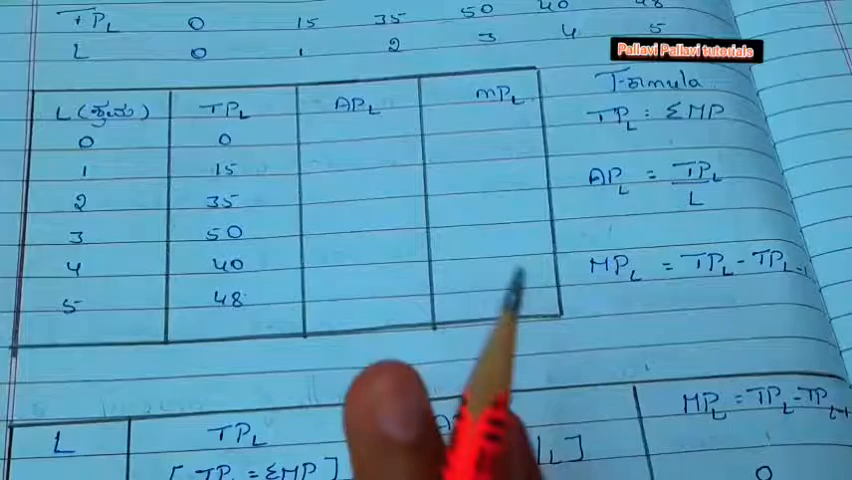 TPL 0 15 35 50 40 48
L 0 1 2 3 4 5
Pallavi Pallavi tutorials
L (ಶ್ರಮ) TPL APL MPL
0 0
1 15
2 35
3 50
4 40
5 48
Formula
TPL : ΣMP
APL = TPL / L
MPL = TPL - TPL-1
L TPL MPL = TPL - TPL-1
[TPL = ΣMP] L]
0